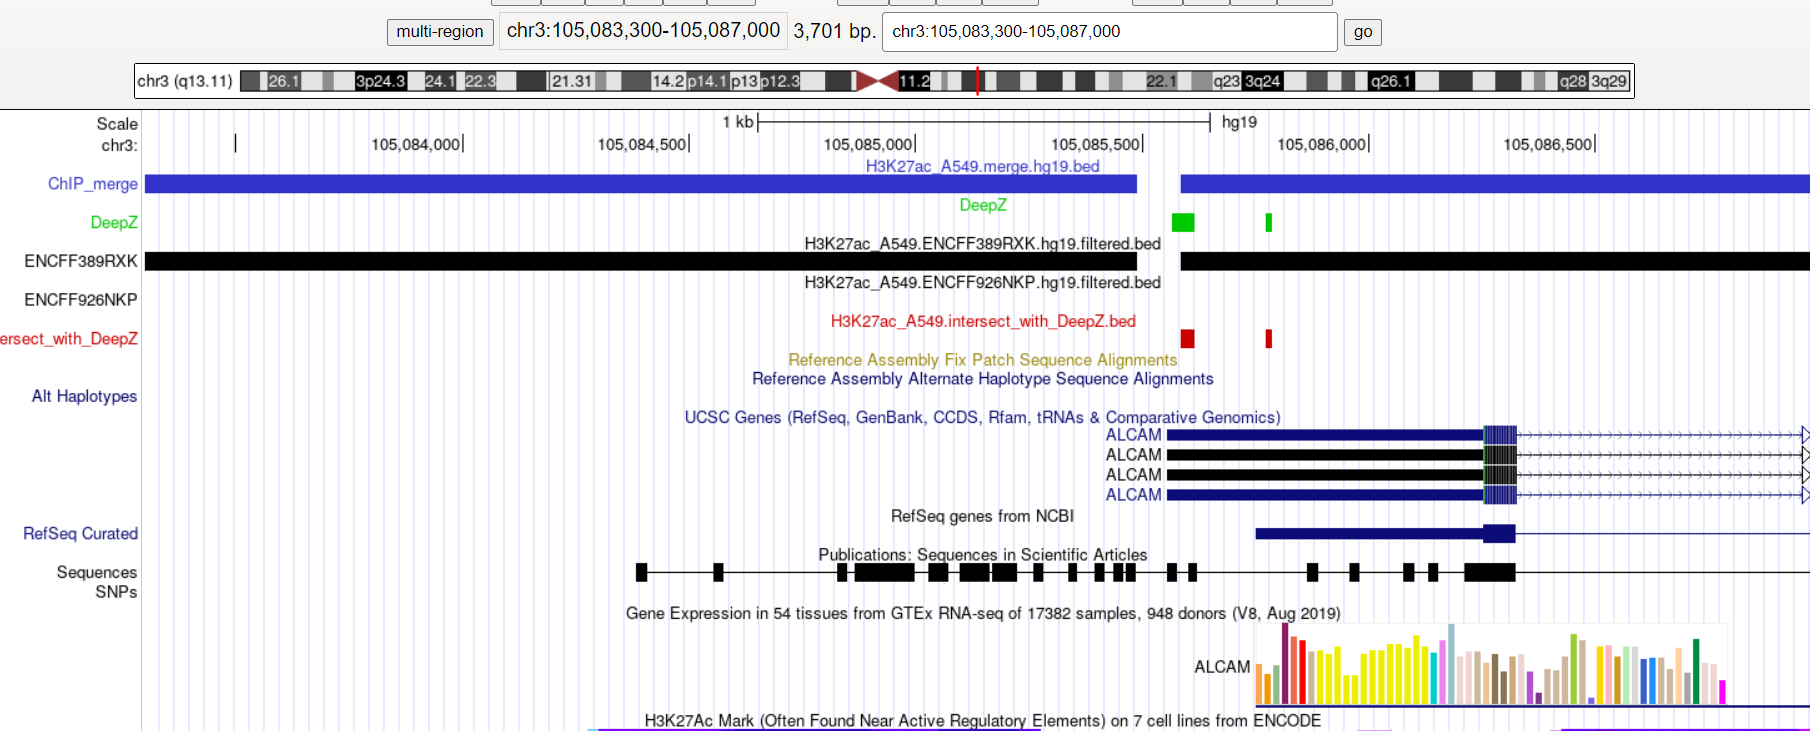 multi-region chr3:105,083,300-105,087,000 3,701 bp. chr3:105,083,300-105,087,000 go
chr3 (q13.11) 26.1 3p24.3 24.1 22.3 21.31 14.2 p14.1 p13 p12.3 11.2 22.1 q23 3q24 q26.1 q28 3q29
Scale 1 kb hg19
chr3: 105,084,000 105,084,500 105,085,000 105,085,500 105,086,000 105,086,500
H3K27ac_A549.merge.hg19.bed
ChIP_merge
DeepZ
DeepZ
H3K27ac_A549.ENCFF389RXK.hg19.filtered.bed
ENCFF389RXK
H3K27ac_A549.ENCFF926NKP.hg19.filtered.bed
ENCFF926NKP
H3K27ac_A549.intersect_with_DeepZ.bed
ersect_with_DeepZ
Reference Assembly Fix Patch Sequence Alignments
Reference Assembly Alternate Haplotype Sequence Alignments
Alt Haplotypes
UCSC Genes (RefSeq, GenBank, CCDS, Rfam, tRNAs & Comparative Genomics)
ALCAM
ALCAM
ALCAM
ALCAM
RefSeq genes from NCBI
RefSeq Curated
Publications: Sequences in Scientific Articles
Sequences
SNPs
Gene Expression in 54 tissues from GTEx RNA-seq of 17382 samples, 948 donors (V8, Aug 2019)
ALCAM
H3K27Ac Mark (Often Found Near Active Regulatory Elements) on 7 cell lines from ENCODE